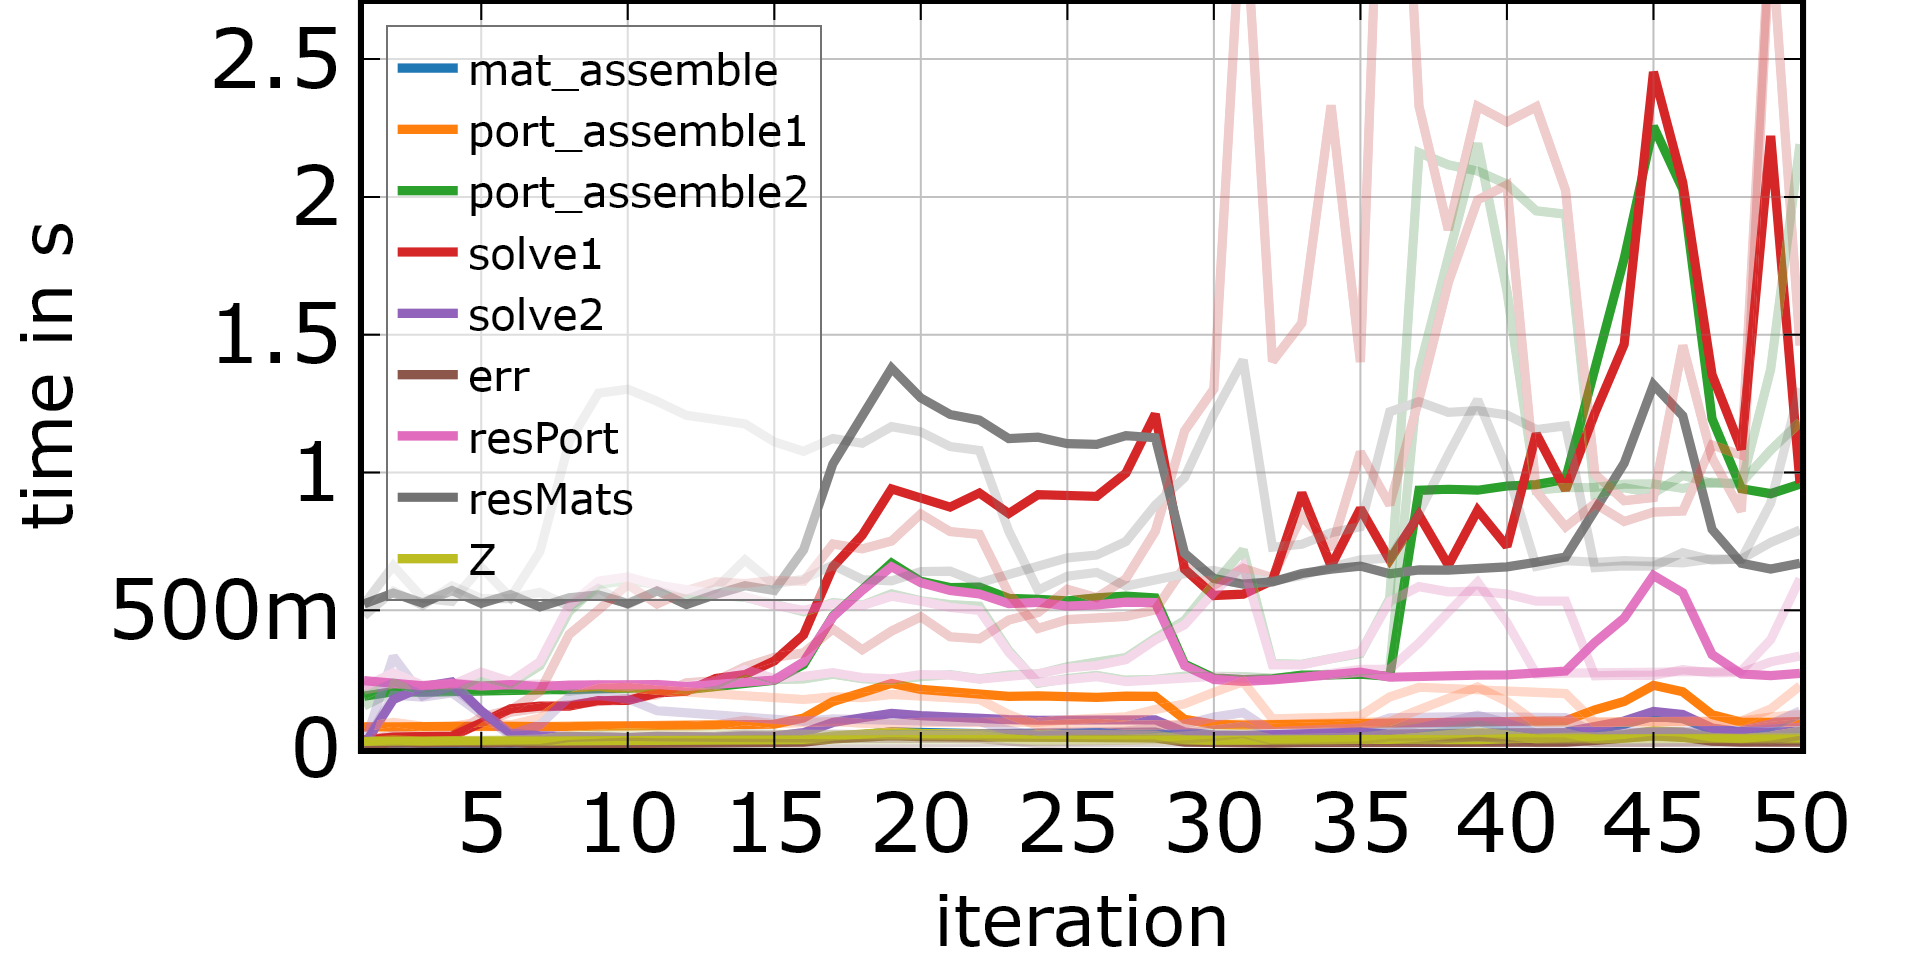 2.5
2
1.5
1
500m
0
time in s
mat_assemble
port_assemble1
port_assemble2
solve1
solve2
err
resPort
resMats
Z
5 10 15 20 25 30 35 40 45 50
iteration